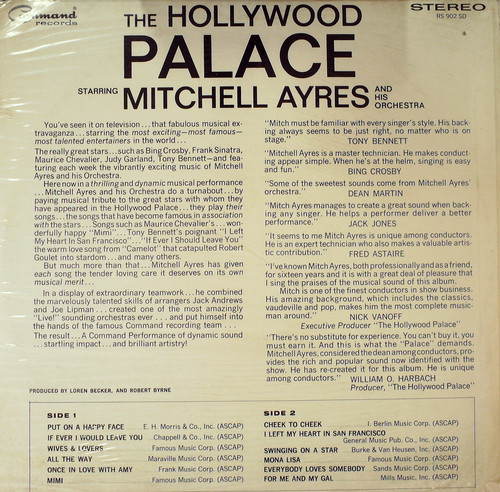 Command
records
STEREO
RS 902 SD
THE HOLLYWOOD
PALACE
STARRING MITCHELL AYRES AND HIS ORCHESTRA
You've seen it on television...that fabulous musical ex-
travaganza...starring the most exciting—most famous—
most talented entertainers in the world...
The really great stars...such as Bing Crosby, Frank Sinatra,
Maurice Chevalier, Judy Garland, Tony Bennett—and fea-
turing each week the vibrantly exciting music of Mitchell
Ayres and his Orchestra.
Here now in a thrilling and dynamic musical performance
...Mitchell Ayres and his Orchestra do a turnabout...by
paying musical tribute to the great stars with whom they
have appeared in the Hollywood Palace...they play their
songs...the songs that have become famous in association
with the stars...Songs such as Maurice Chevalier's...won-
derfully happy "Mimi"...Tony Bennett's poignant "I Left
My Heart In San Francisco"..."If Ever I Should Leave You"
the warm love song from "Camelot" that catapulted Robert
Goulet into stardom...and many others.
But much more than that...Mitchell Ayres has given
each song the tender loving care it deserves on its own
musical merit...
In a display of extraordinary teamwork...he combined
the marvelously talented skills of arrangers Jack Andrews
and Joe Lipman...created one of the most amazingly
"Live!" sounding orchestras ever...and put himself into
the hands of the famous Command recording team...
The result...A Command Performance of dynamic sound
...startling impact...and brilliant artistry!
PRODUCED BY LOREN BECKER, AND ROBERT BYRNE
"Mitch must be familiar with every singer's style. His back-
ing always seems to be just right, no matter who is on
stage."
TONY BENNETT
"Mitchell Ayres is a master technician. He makes conduct-
ing appear simple. When he's at the helm, singing is easy
and fun."
BING CROSBY
"Some of the sweetest sounds come from Mitchell Ayres'
orchestra."
DEAN MARTIN
"Mitch Ayres manages to create a great sound when back-
ing any singer. He helps a performer deliver a better
performance."
JACK JONES
"It seems to me Mitch Ayres is unique among conductors.
He is an expert technician who also makes a valuable artis-
tic contribution."
FRED ASTAIRE
"I've known Mitch Ayres, both professionally and as a friend,
for sixteen years and it is with a great deal of pleasure that
I sing the praises of the musical sound of this album.
Mitch is one of the finest conductors in show business.
His amazing background, which includes the classics,
vaudeville and pop, makes him the most complete music-
man around."
NICK VANOFF
Executive Producer "The Hollywood Palace"
"There's no substitute for experience. You can't buy it, you
must earn it. And this is what the "Palace" demands.
Mitchell Ayres, considered the dean among conductors, pro-
vides the rich and popular sound now identified with the
show. He has re-created it for this album. He is unique
among conductors."
WILLIAM O. HARBACH
Producer, "The Hollywood Palace"
SIDE 1
PUT ON A HAPPY FACE E. H. Morris & Co., Inc. (ASCAP)
IF EVER I WOULD LEAVE YOU Chappell & Co., Inc. (ASCAP)
WIVES & LOVERS Famous Music Corp. (ASCAP)
ALL THE WAY Maraville Music Corp. (ASCAP)
ONCE IN LOVE WITH AMY Frank Music Corp. (ASCAP)
MIMI Famous Music Corp. (ASCAP)
SIDE 2
CHEEK TO CHEEK I. Berlin Music Corp. (ASCAP)
I LEFT MY HEART IN SAN FRANCISCO
General Music Pub. Co., Inc. (ASCAP)
SWINGING ON A STAR Burke & Van Heusen, Inc. (ASCAP)
MONA LISA Famous Music Corp. (ASCAP)
EVERYBODY LOVES SOMEBODY Sands Music Corp. (ASCAP)
FOR ME AND MY GAL Mills Music, Inc. (ASCAP)